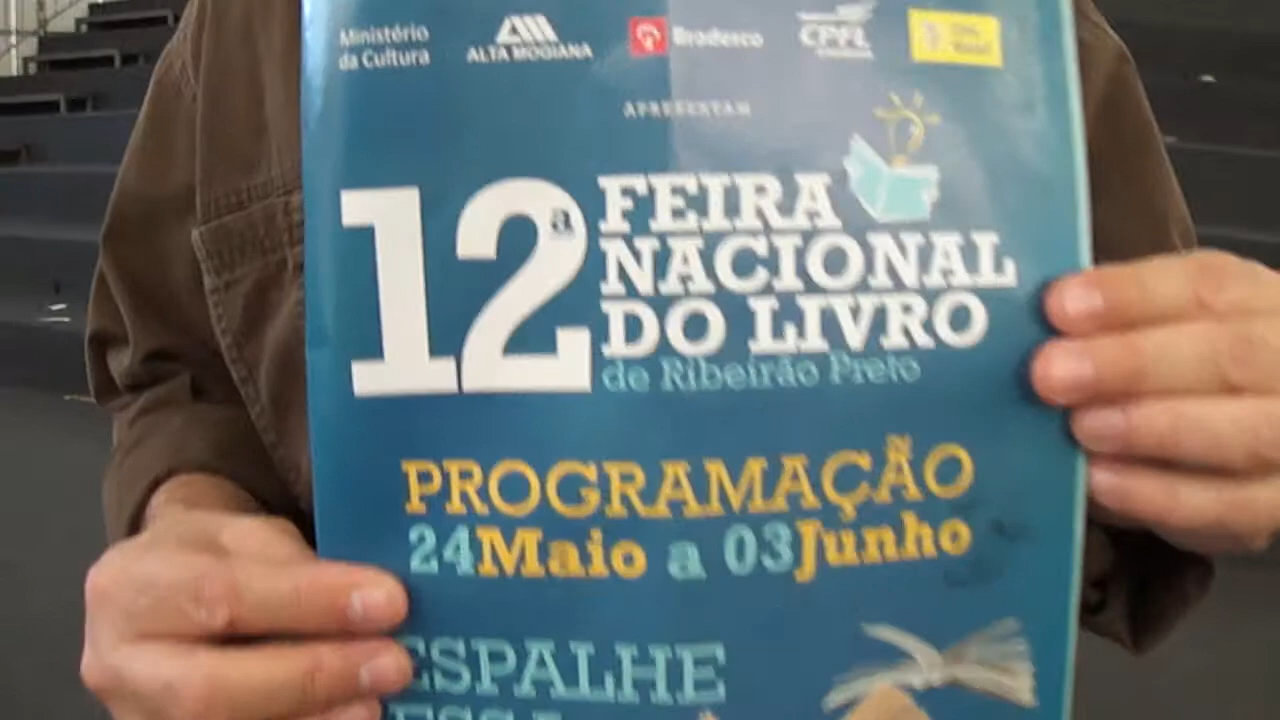 Ministério
da Cultura
ALTA MOGIANA
Bradesco
CPFL
APRESENTAM
12ª
FEIRA
NACIONAL
DO LIVRO
de Ribeirão Preto
PROGRAMAÇÃO
24Maio a 03Junho
ESPALHE